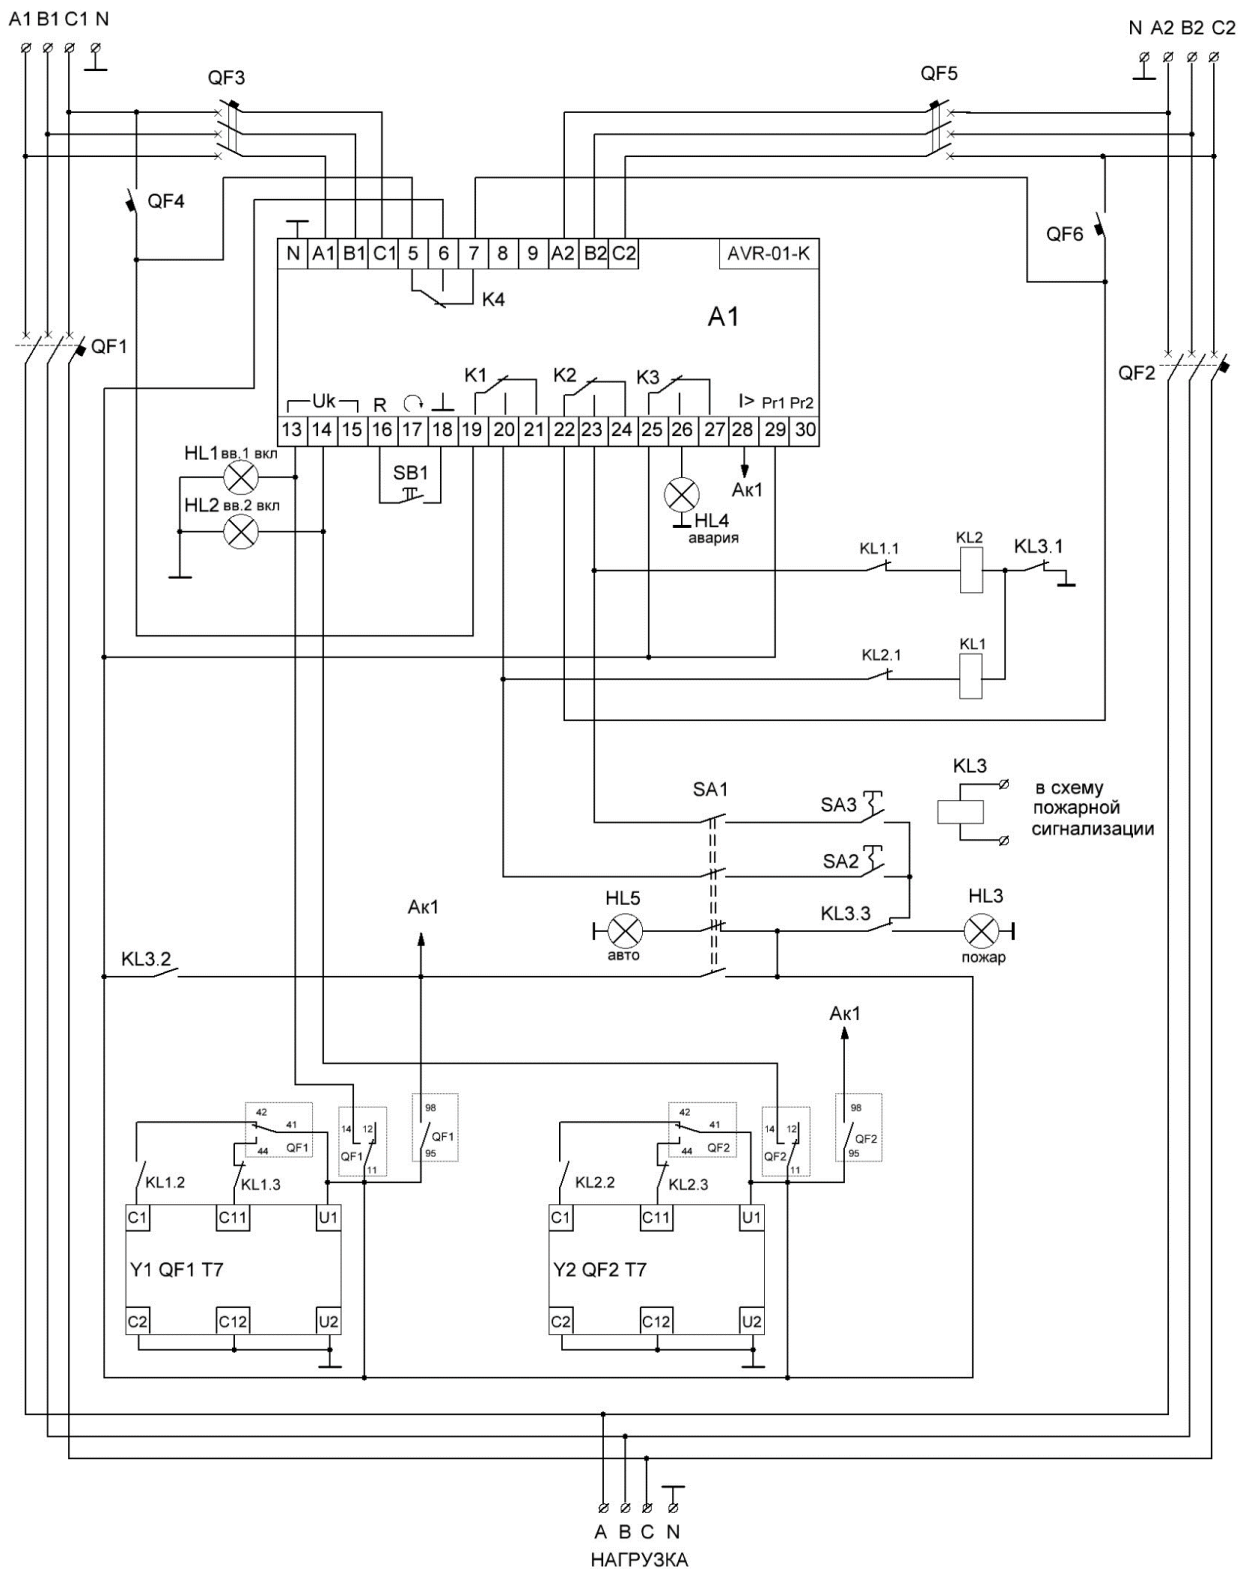 A1 B1 C1 N
N A2 B2 C2
QF3
QF5
QF4
QF6
N A1 B1 C1 5 6 7 8 9 A2 B2 C2
AVR-01-K
K4
A1
QF1
QF2
K1
K2
K3
Uk
R
I> Pr1 Pr2
13 14 15 16 17 18 19 20 21 22 23 24 25 26 27 28 29 30
HL1 вв.1 вкл
SB1
Ак1
HL2 вв.2 вкл
HL4
авария
KL1.1
KL2
KL3.1
KL2.1
KL1
KL3
в схему
пожарной
сигнализации
SA1
SA3
SA2
HL5
авто
KL3.3
HL3
пожар
Ак1
KL3.2
Ак1
42
41
44
QF1
14
12
QF1
11
98
QF1
95
42
41
44
QF2
14
12
QF2
11
98
QF2
95
KL1.2
KL1.3
KL2.2
KL2.3
C1 C11 U1
C1 C11 U1
Y1 QF1 T7
Y2 QF2 T7
C2 C12 U2
C2 C12 U2
A B C N
НАГРУЗКА